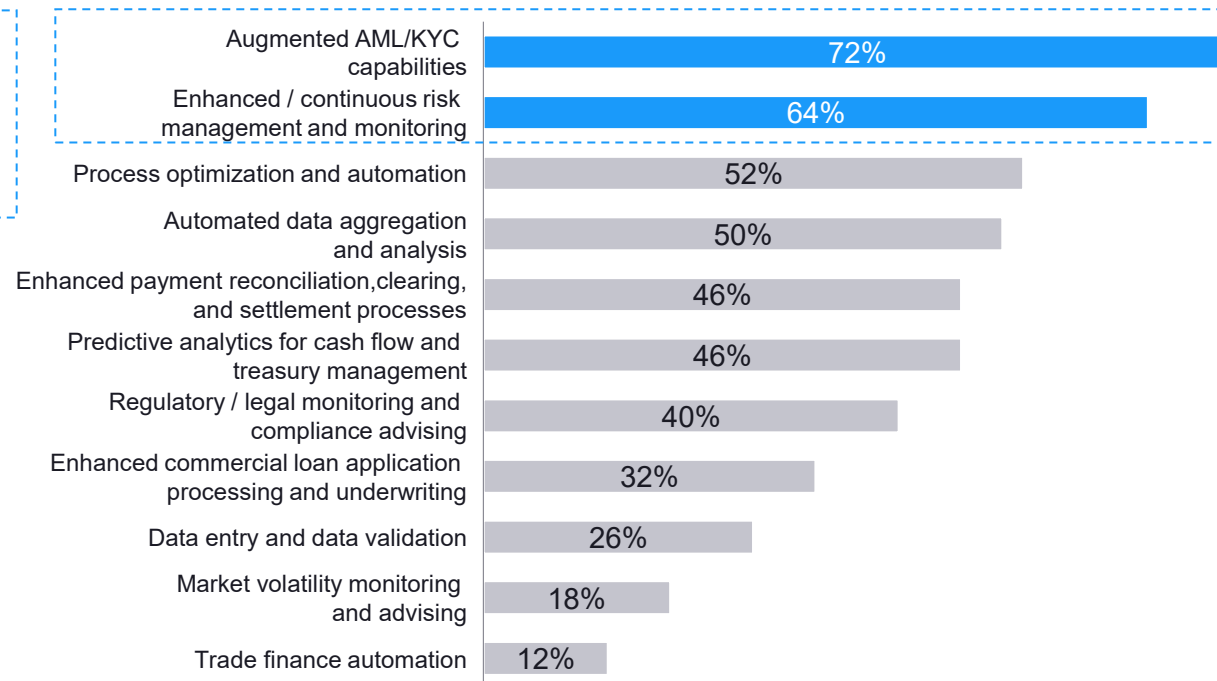 Augmented AML/KYC
capabilities
72%
Enhanced / continuous risk
management and monitoring
64%
Process optimization and automation
52%
Automated data aggregation
and analysis
50%
Enhanced payment reconciliation,clearing,
and settlement processes
46%
Predictive analytics for cash flow and
treasury management
46%
Regulatory / legal monitoring and
compliance advising
40%
Enhanced commercial loan application
processing and underwriting
32%
Data entry and data validation
26%
Market volatility monitoring
and advising
18%
Trade finance automation
12%